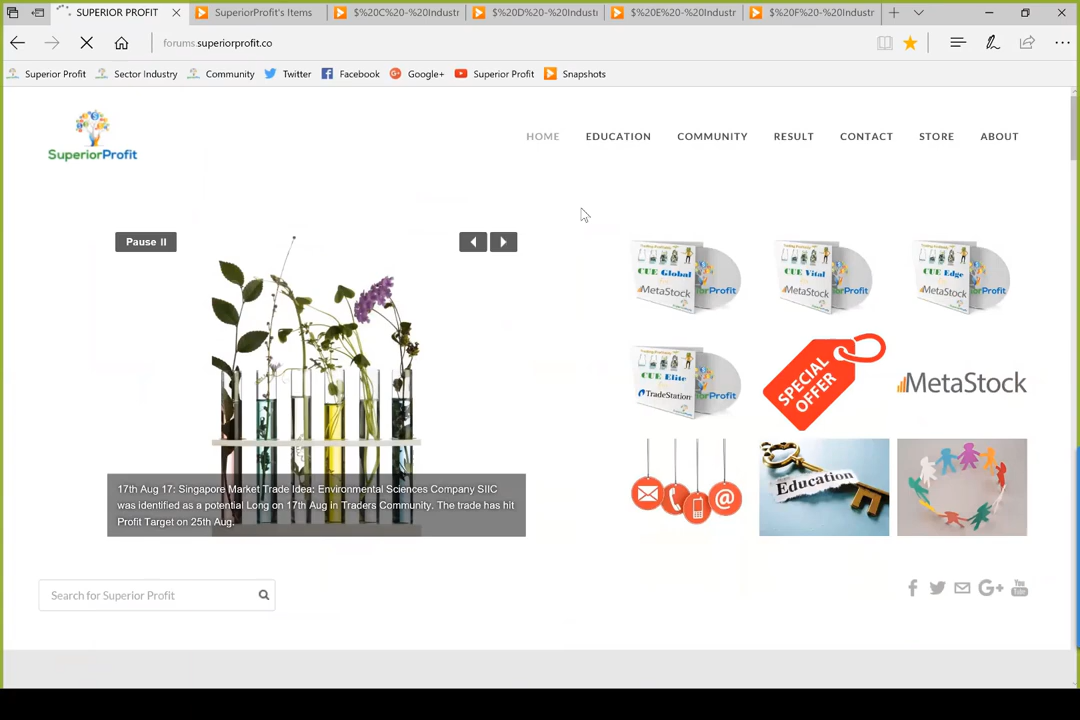 SUPERIOR PROFIT
SuperiorProfit's Items
$%20C%20-%20Industr
$%20D%20-%20Industr
$%20E%20-%20Industr
$%20F%20-%20Industr
forums.superiorprofit.co
Superior Profit
Sector Industry
Community
Twitter
Facebook
Google+
Superior Profit
Snapshots
SuperiorProfit
HOME
EDUCATION
COMMUNITY
RESULT
CONTACT
STORE
ABOUT
Pause II
CUE Global
MetaStock
CUE Vital
MetaStock
CUE Edge
MetaStock
CUE Elite
TradeStation
SPECIAL
OFFER
MetaStock
Education
17th Aug 17: Singapore Market Trade Idea: Environmental Sciences Company SIIC
was identified as a potential Long on 17th Aug in Traders Community. The trade has hit
Profit Target on 25th Aug.
Search for Superior Profit